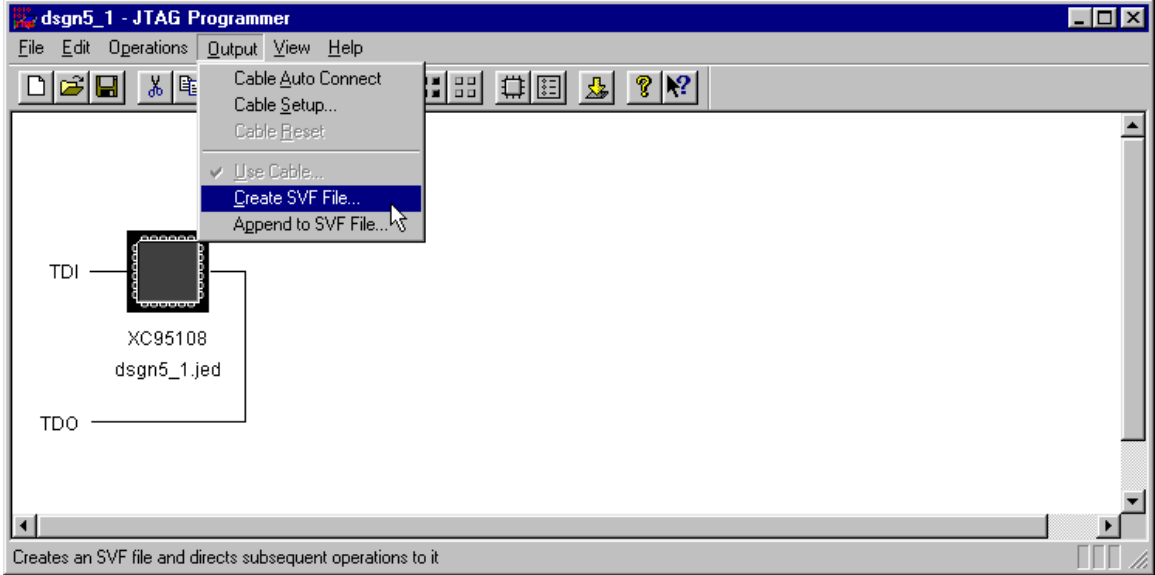 dsgn5_1 - JTAG Programmer
File Edit Operations Output View Help
Cable Auto Connect
Cable Setup...
Cable Reset
Use Cable...
Create SVF File...
Append to SVF File...
TDI
XC95108
dsgn5_1.jed
TDO
Creates an SVF file and directs subsequent operations to it